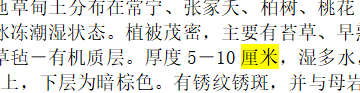 地草甸土分布在常宁、张家天、柏树、桃花
冰冻潮湿状态。植被茂密，主要有苔草、早
草毡－有机质层。厚度5－10厘米，湿多水，
上，下层为暗棕色。有锈纹锈斑，并与母岩